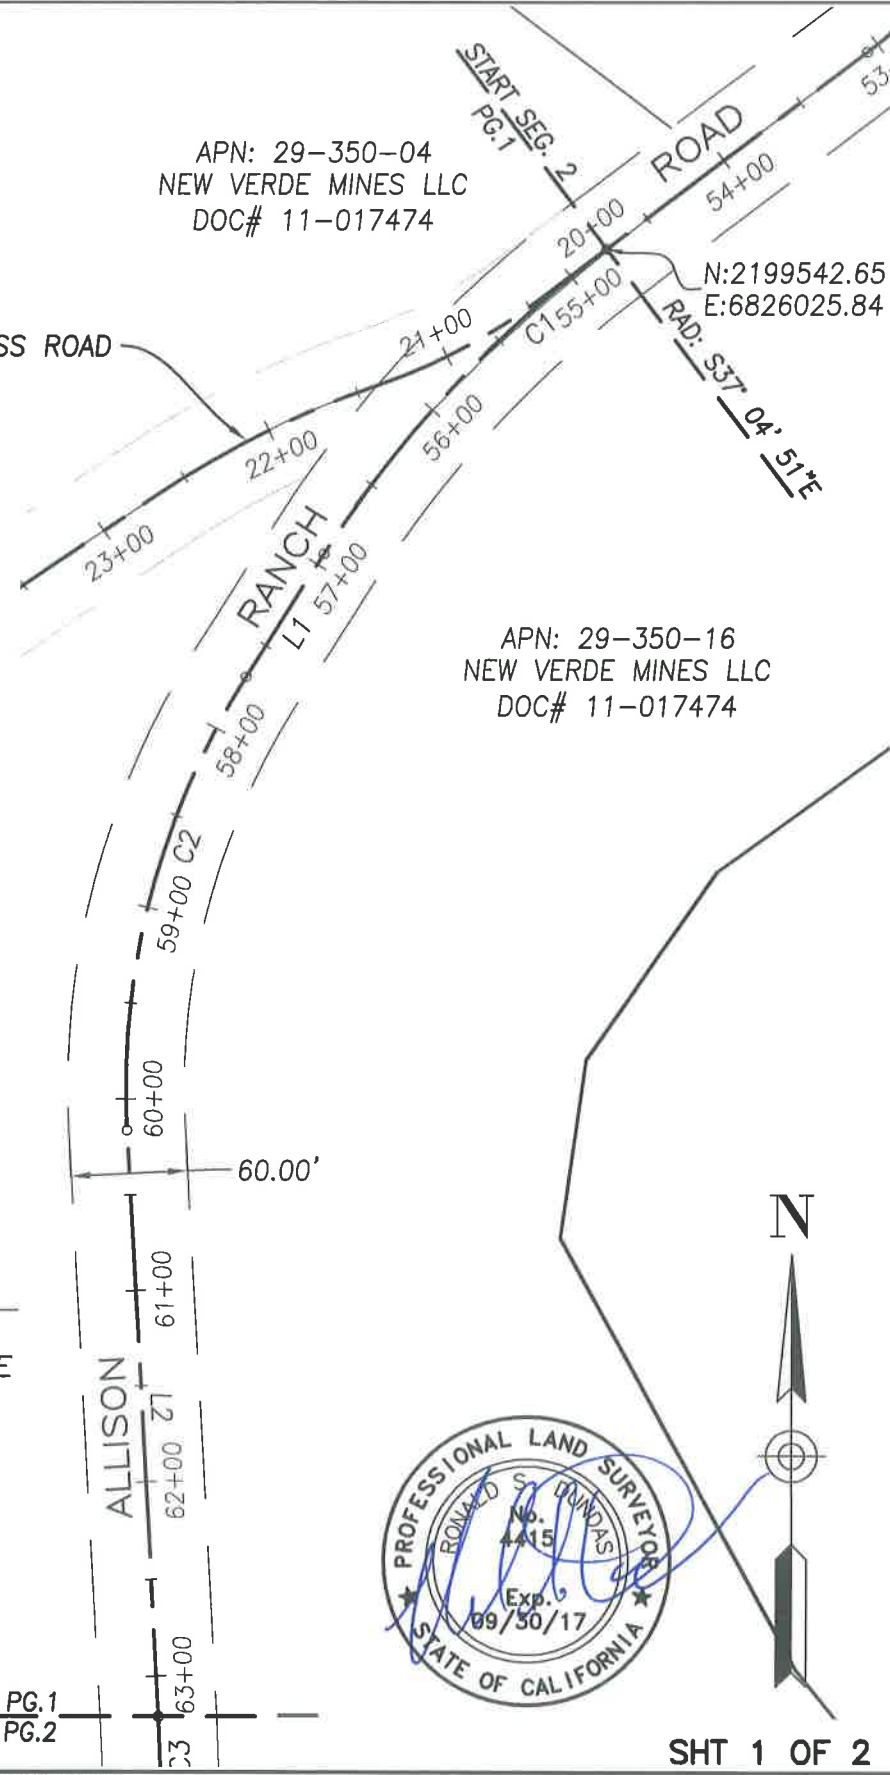 START SEG. 2
PG.1
ROAD
53
54+00
APN: 29-350-04
NEW VERDE MINES LLC
DOC# 11-017474
20+00
N:2199542.65
E:6826025.84
C1
55+00
RAD: S37° 04' 51"E
SS ROAD
21+00
22+00
23+00
56+00
RANCH
57+00
L1
APN: 29-350-16
NEW VERDE MINES LLC
DOC# 11-017474
58+00
C2
59+00
60+00
60.00'
61+00
N
ALLISON
L2
62+00
PROFESSIONAL LAND SURVEYOR
RONALD S. DUNDAS
No.
4415
Exp.
09/30/17
STATE OF CALIFORNIA
63+00
PG.1
PG.2
SHT 1 OF 2